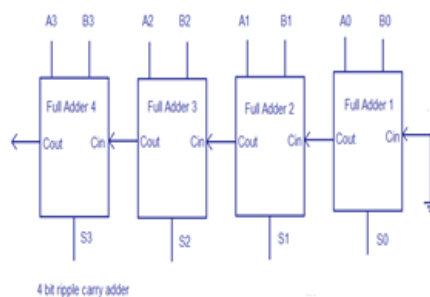 A3 B3 A2 B2 A1 B1 A0 B0
Full Adder 4 Full Adder 3 Full Adder 2 Full Adder 1
Cout Cin Cout Cin Cout Cin Cout Cin
S3 S2 S1 S0
4 bit ripple carry adder